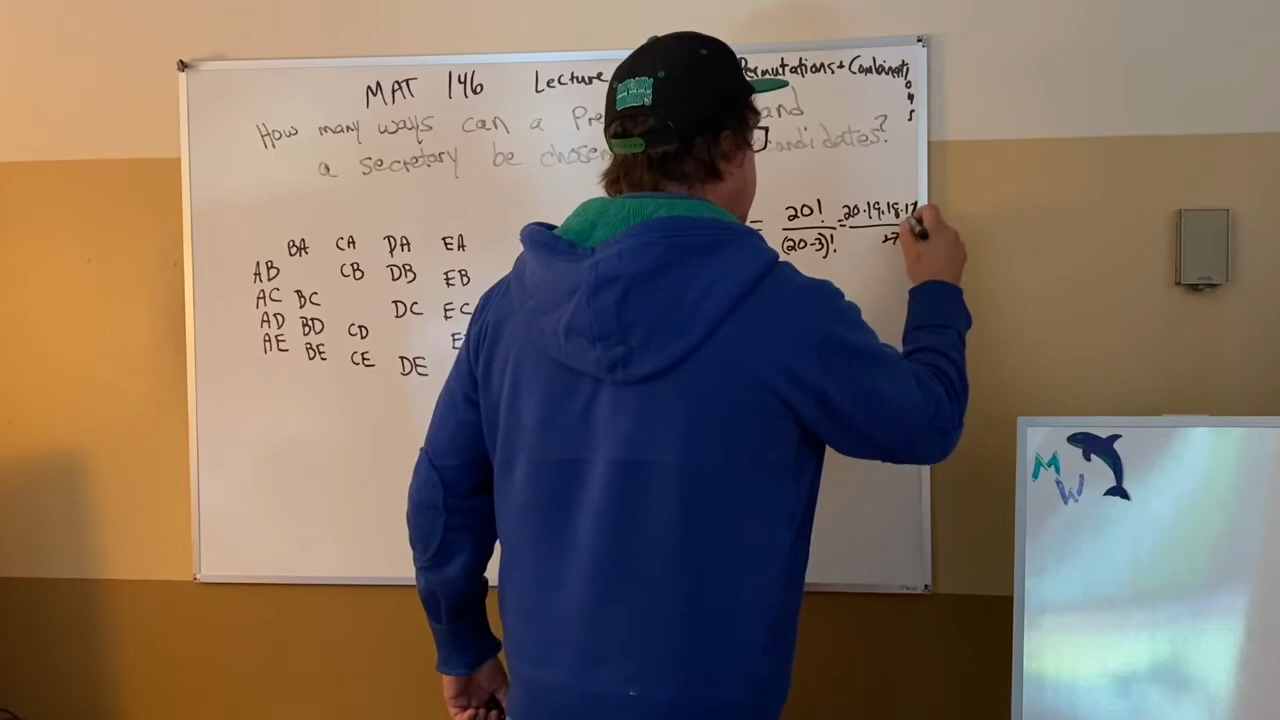 MAT 146 Lecture Permutations + Combinations
How many ways can a Pre and
a secretary be chosen candidates?
= 20! / (20-3)! = 20·19·18·17
BA CA DA EA
AB CB DB EB
AC BC DC EC
AD BD CD E
AE BE CE DE
M
W